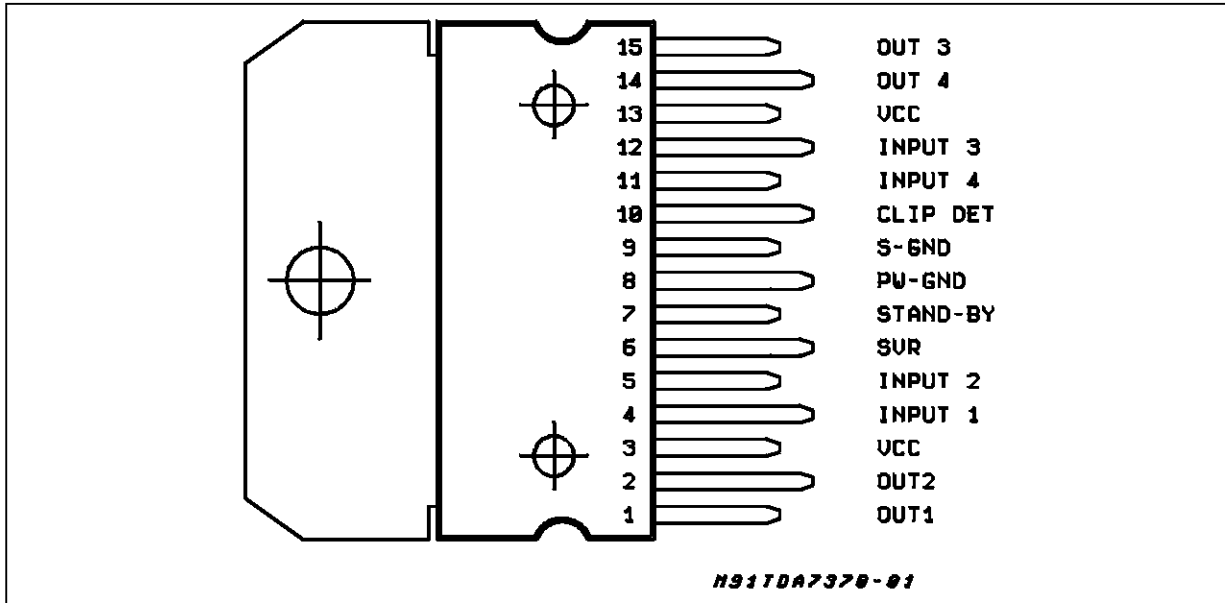 15 OUT 3
14 OUT 4
13 VCC
12 INPUT 3
11 INPUT 4
10 CLIP DET
9 S-GND
8 PW-GND
7 STAND-BY
6 SVR
5 INPUT 2
4 INPUT 1
3 VCC
2 OUT2
1 OUT1
M91TDA7370-01